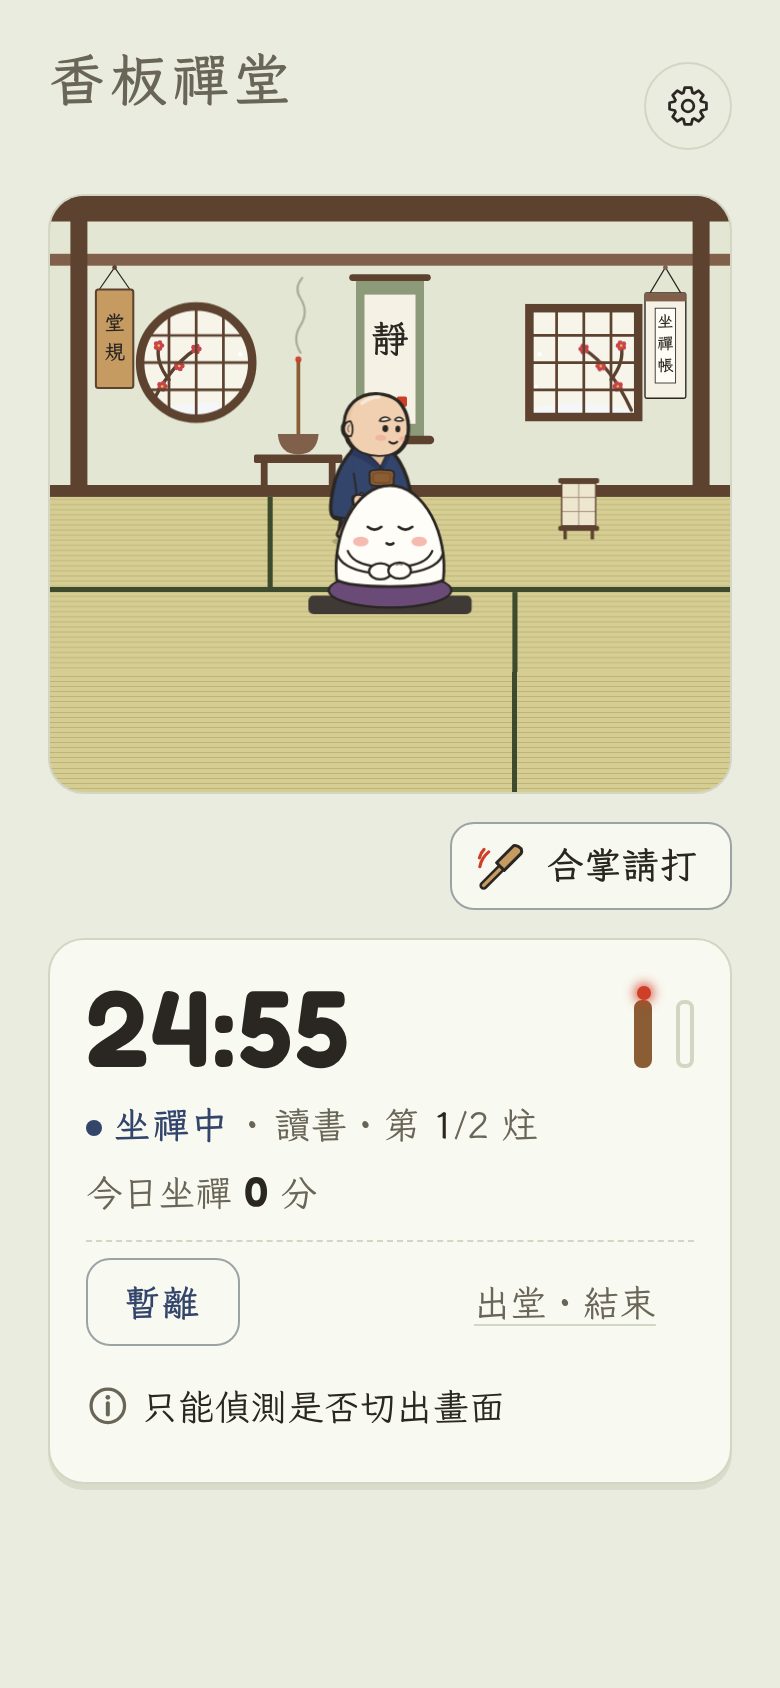 香板禪堂
堂規
靜
坐禪帳
合掌請打
24:55
坐禪中・讀書・第 1/2 炷
今日坐禪 0 分
暫離
出堂・結束
只能偵測是否切出畫面